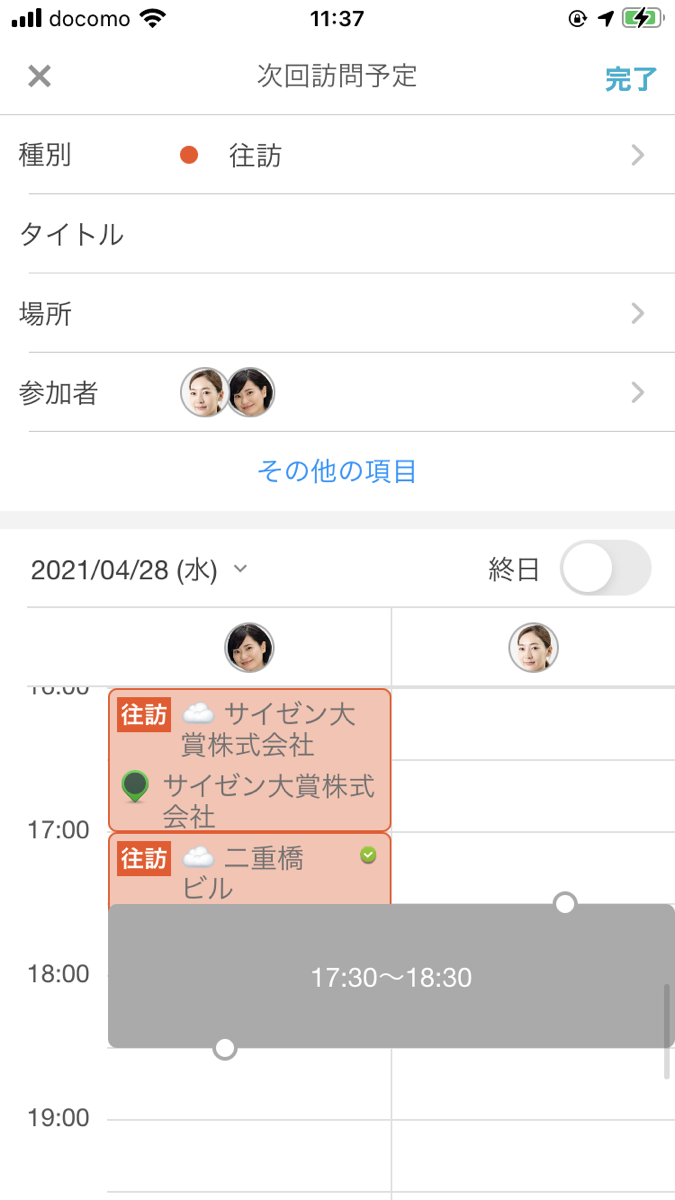 docomo 11:37
次回訪問予定 完了
種別 往訪
タイトル
場所
参加者
その他の項目
2021/04/28 (水) 終日
16:00
往訪 サイゼン大
賞株式会社
サイゼン大賞株式
会社
17:00
往訪 二重橋
ビル
18:00 17:30〜18:30
19:00